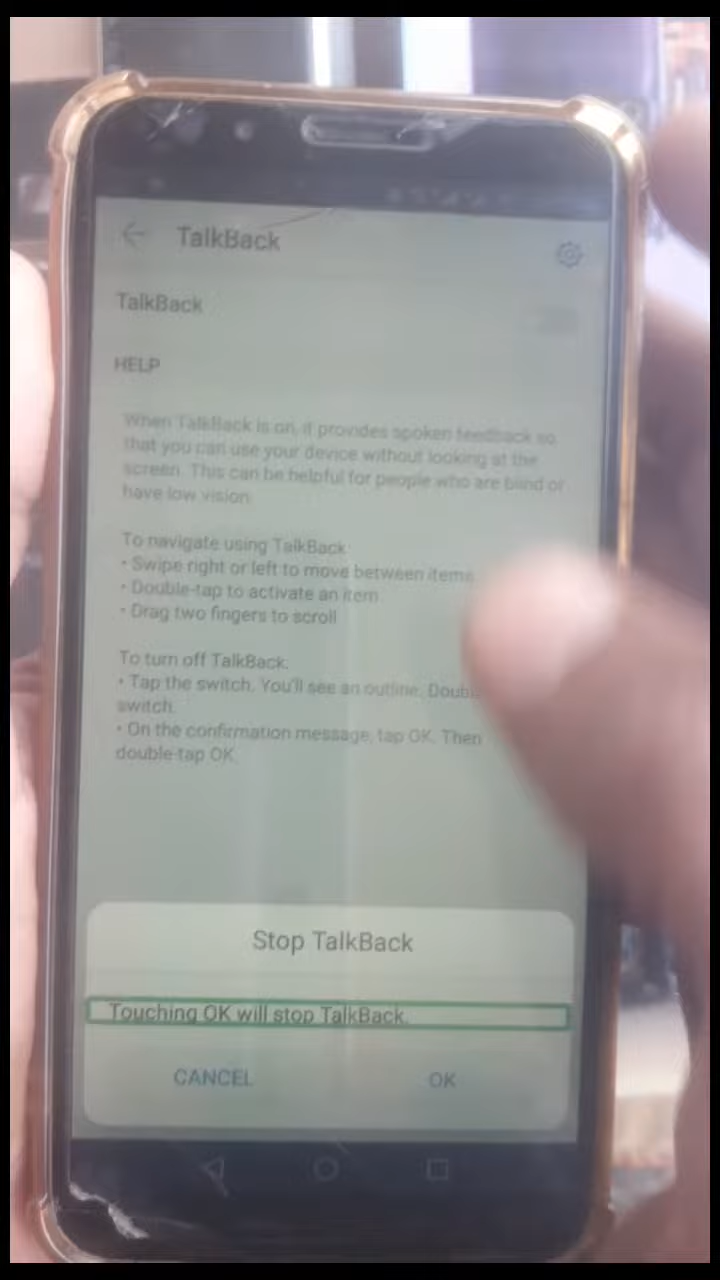 TalkBack
TalkBack
HELP
When TalkBack is on, it provides spoken feedback so
that you can use your device without looking at the
screen. This can be helpful for people who are blind or
have low vision.
To navigate using TalkBack:
• Swipe right or left to move between items
• Double-tap to activate an item
• Drag two fingers to scroll
To turn off TalkBack:
• Tap the switch. You'll see an outline. Doub
switch.
• On the confirmation message, tap OK. Then
double-tap OK.
Stop TalkBack
Touching OK will stop TalkBack.
CANCEL OK